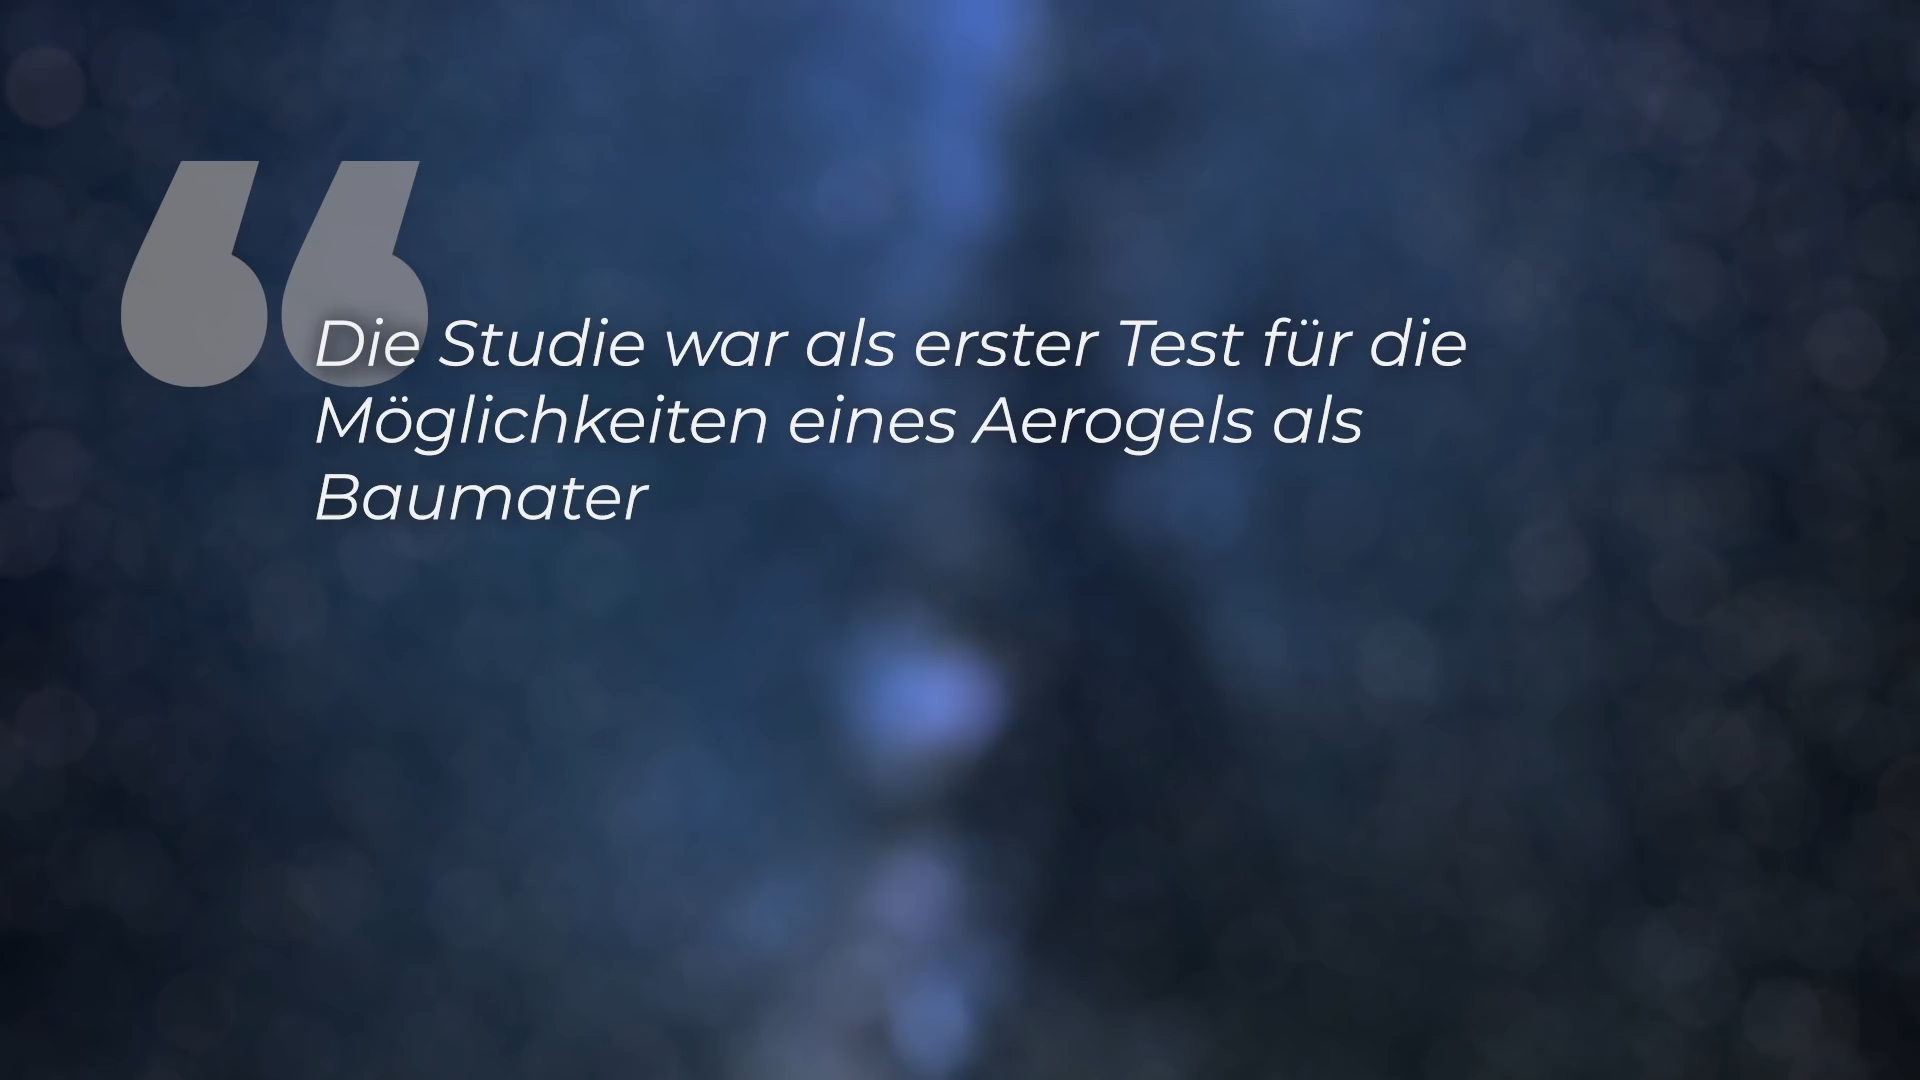 Die Studie war als erster Test für die
Möglichkeiten eines Aerogels als
Baumater